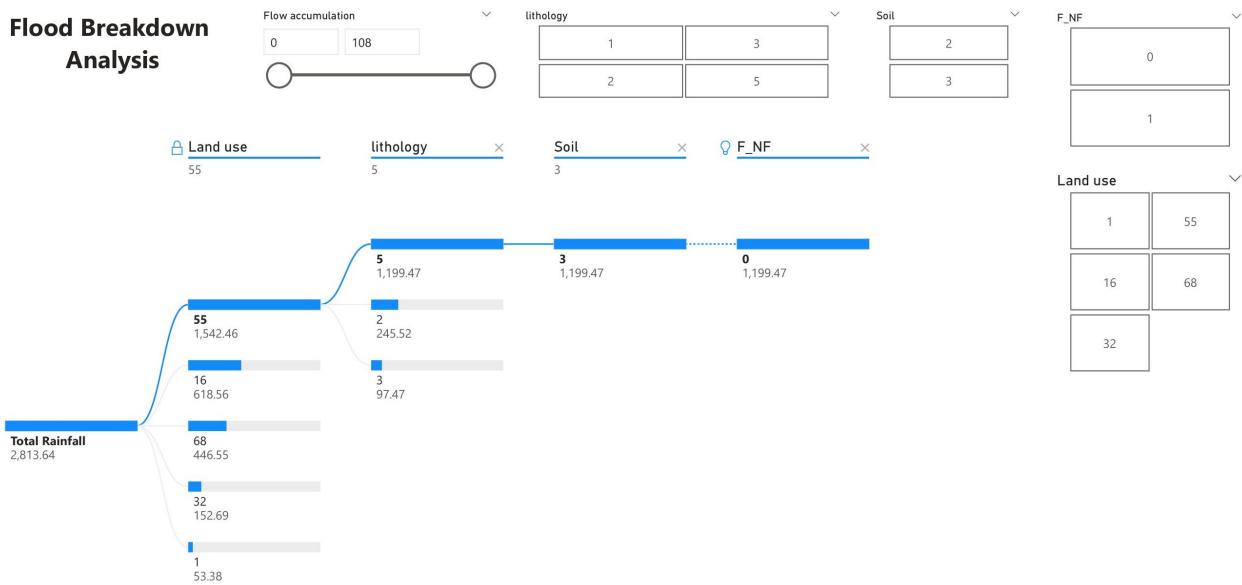 Flood Breakdown
Analysis
Flow accumulation
0 108
lithology
1 3
2 5
Soil
2
3
F_NF
0
1
Land use
1 55
16 68
32
Land use
55
lithology
5
Soil
3
F_NF
Total Rainfall
2,813.64
55
1,542.46
16
618.56
68
446.55
32
152.69
1
53.38
5
1,199.47
2
245.52
3
97.47
3
1,199.47
0
1,199.47